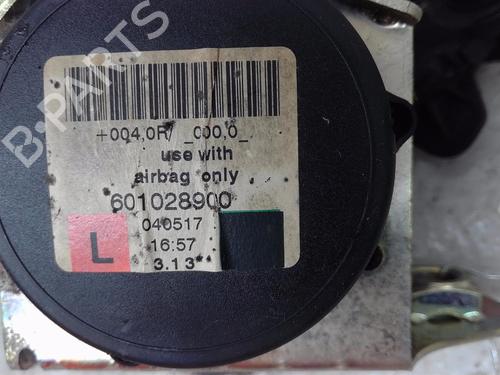 B-PARTS
+004,0R/ _000,0_
use with
airbag only
601028900
040517
L
16:57
3.13